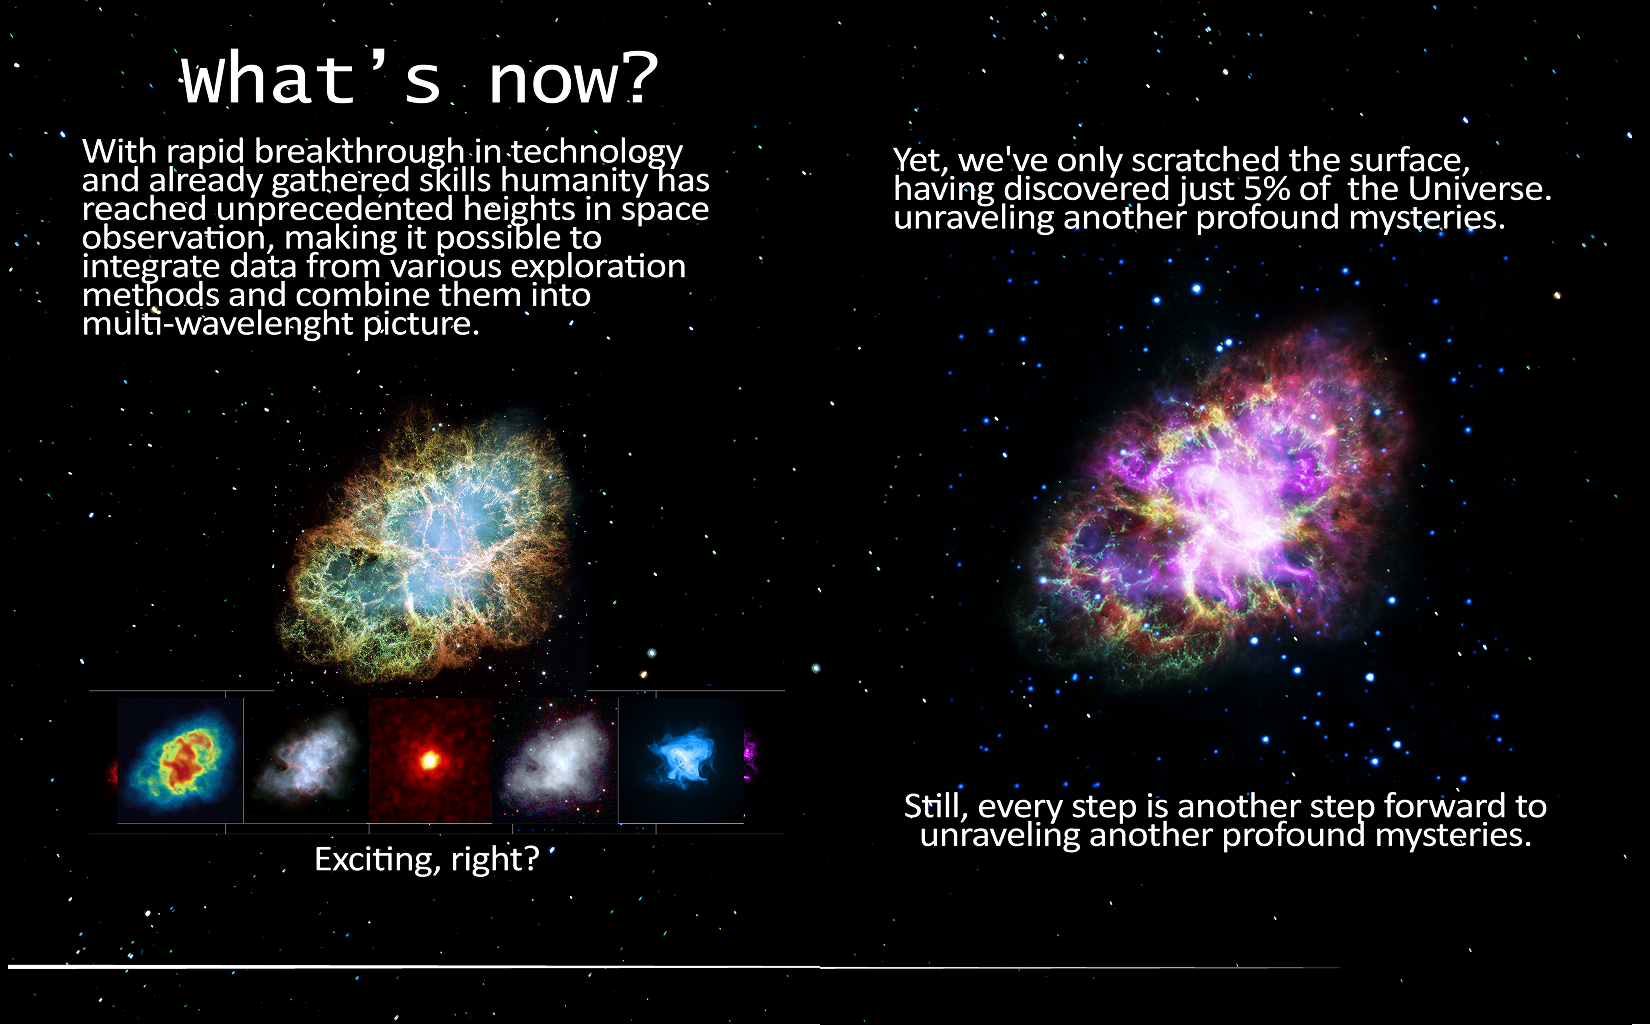 What's now?
With rapid breakthrough in technology
and already gathered skills humanity has
reached unprecedented heights in space
observation, making it possible to
integrate data from various exploration
methods and combine them into
multi-wavelenght picture.
Exciting, right?
Yet, we've only scratched the surface,
having discovered just 5% of  the Universe.
unraveling another profound mysteries.
Still, every step is another step forward to
unraveling another profound mysteries.